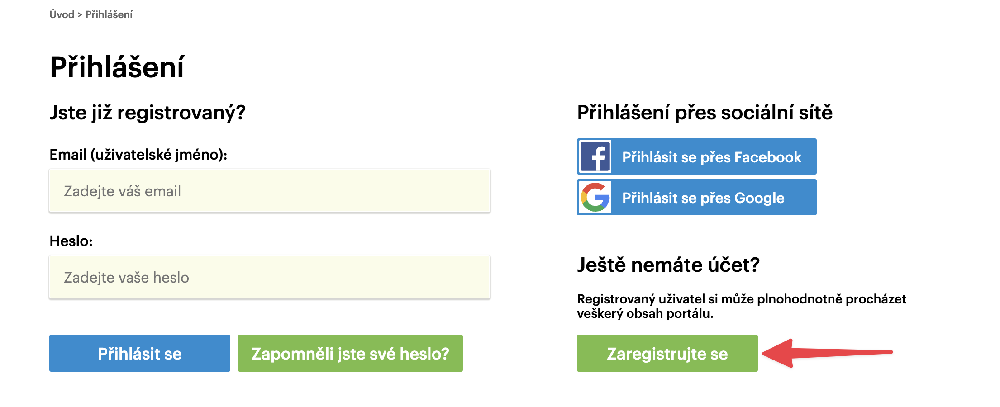 Úvod > Přihlášení
Přihlášení
Jste již registrovaný?
Email (uživatelské jméno):
Zadejte váš email
Heslo:
Zadejte vaše heslo
Přihlásit se
Zapomněli jste své heslo?
Přihlášení přes sociální sítě
Přihlásit se přes Facebook
Přihlásit se přes Google
Ještě nemáte účet?
Registrovaný uživatel si může plnohodnotně procházet
veškerý obsah portálu.
Zaregistrujte se